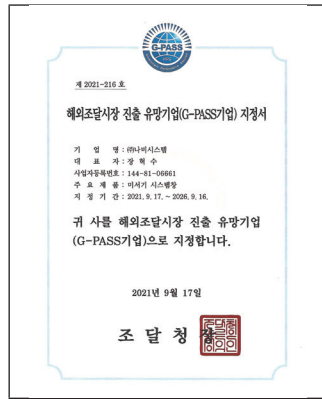 G-PASS
제 2021-216 호
해외조달시장 진출 유망기업(G-PASS기업) 지정서
기 업 명 : ㈜나비시스템
대 표 자 : 장 혁 수
사업자등록번호 : 144-81-06661
주 요 제 품 : 미서기 시스템창
지 정 기 간 : 2021. 9. 17. ~ 2026. 9. 16.
귀 사를 해외조달시장 진출 유망기업
(G-PASS기업)으로 지정합니다.
2021년 9월 17일
조 달 청 장